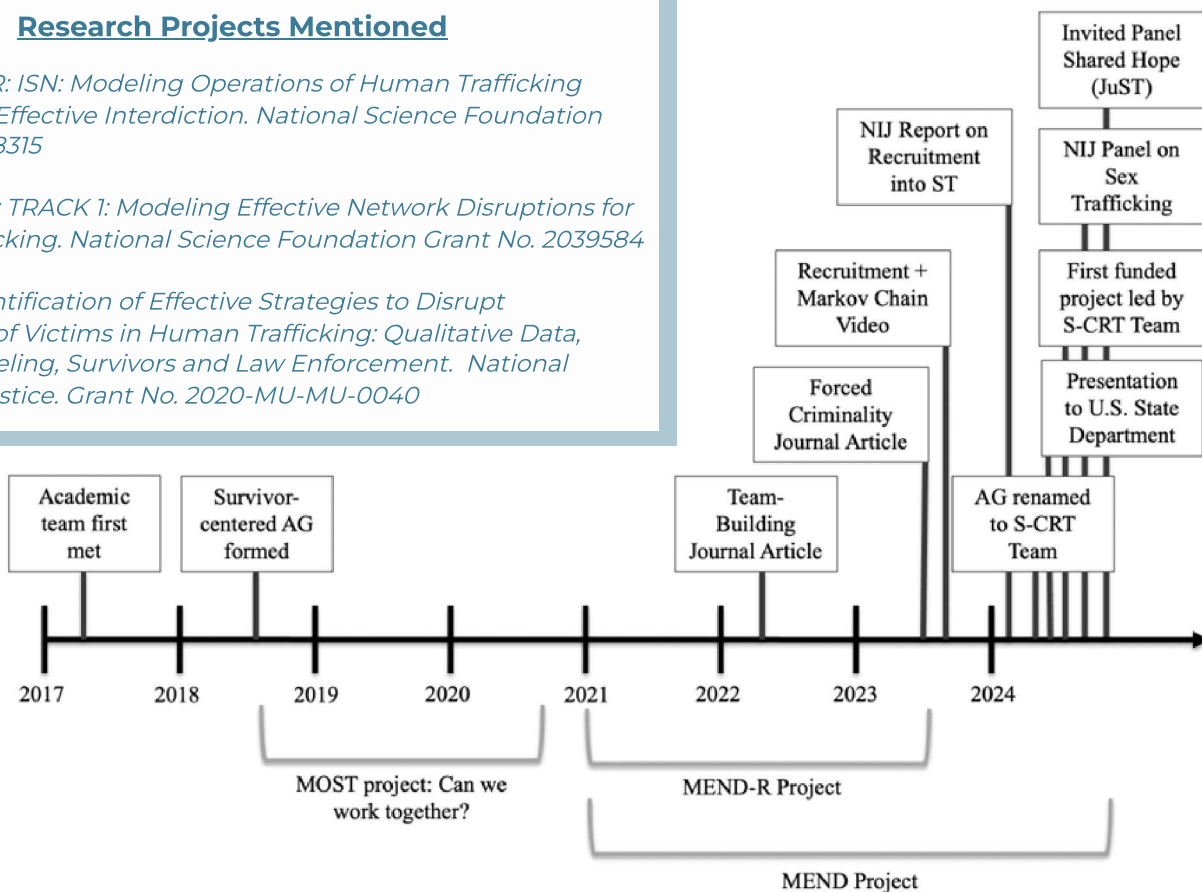 Research Projects Mentioned
R: ISN: Modeling Operations of Human Trafficking
Effective Interdiction. National Science Foundation
8315
TRACK 1: Modeling Effective Network Disruptions for
cking. National Science Foundation Grant No. 2039584
ntification of Effective Strategies to Disrupt
of Victims in Human Trafficking: Qualitative Data,
eling, Survivors and Law Enforcement. National
stice. Grant No. 2020-MU-MU-0040
Invited Panel
Shared Hope
(JuST)
NIJ Report on
Recruitment
into ST
NIJ Panel on
Sex
Trafficking
Recruitment +
Markov Chain
Video
First funded
project led by
S-CRT Team
Forced
Criminality
Journal Article
Presentation
to U.S. State
Department
Academic
team first
met
Survivor-
centered AG
formed
Team-
Building
Journal Article
AG renamed
to S-CRT
Team
2017
2018
2019
2020
2021
2022
2023
2024
MOST project: Can we
work together?
MEND-R Project
MEND Project